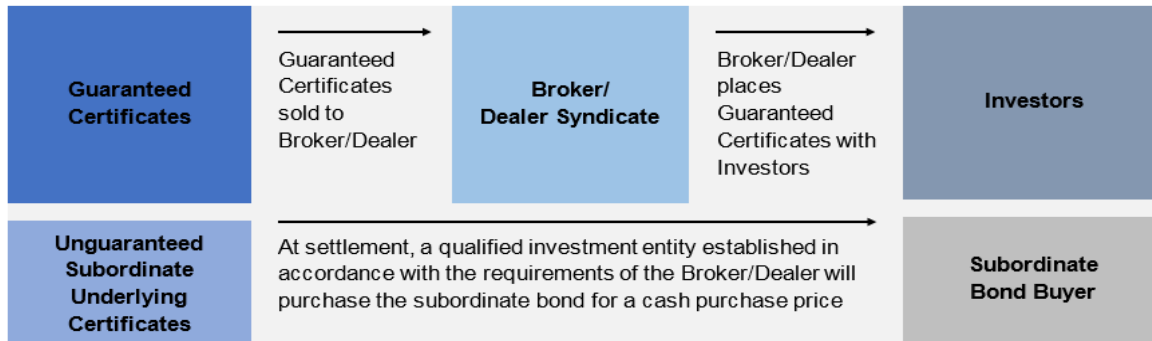 Guaranteed
Certificates
Guaranteed
Certificates
sold to
Broker/Dealer
Broker/
Dealer Syndicate
Broker/Dealer
places
Guaranteed
Certificates with
Investors
Investors
Unguaranteed
Subordinate
Underlying
Certificates
At settlement, a qualified investment entity established in
accordance with the requirements of the Broker/Dealer will
purchase the subordinate bond for a cash purchase price
Subordinate
Bond Buyer